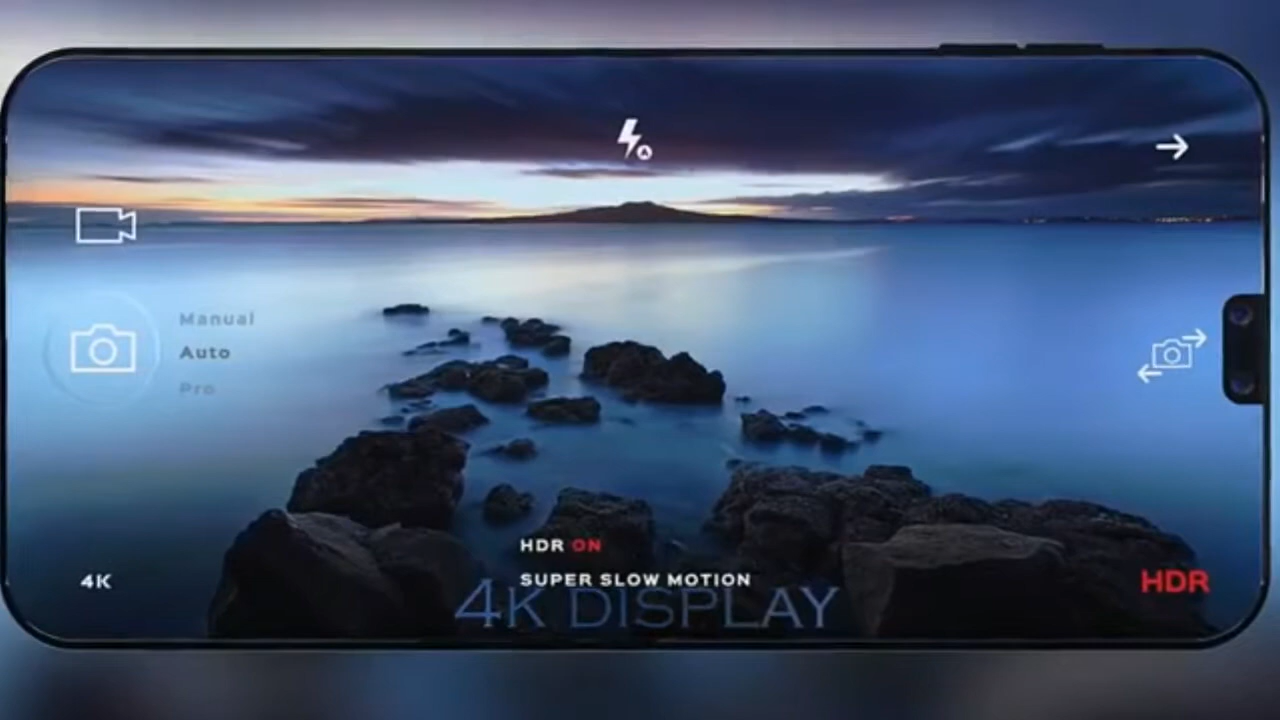 Manual
Auto
Pro
4K
HDR ON
SUPER SLOW MOTION
4K DISPLAY
HDR